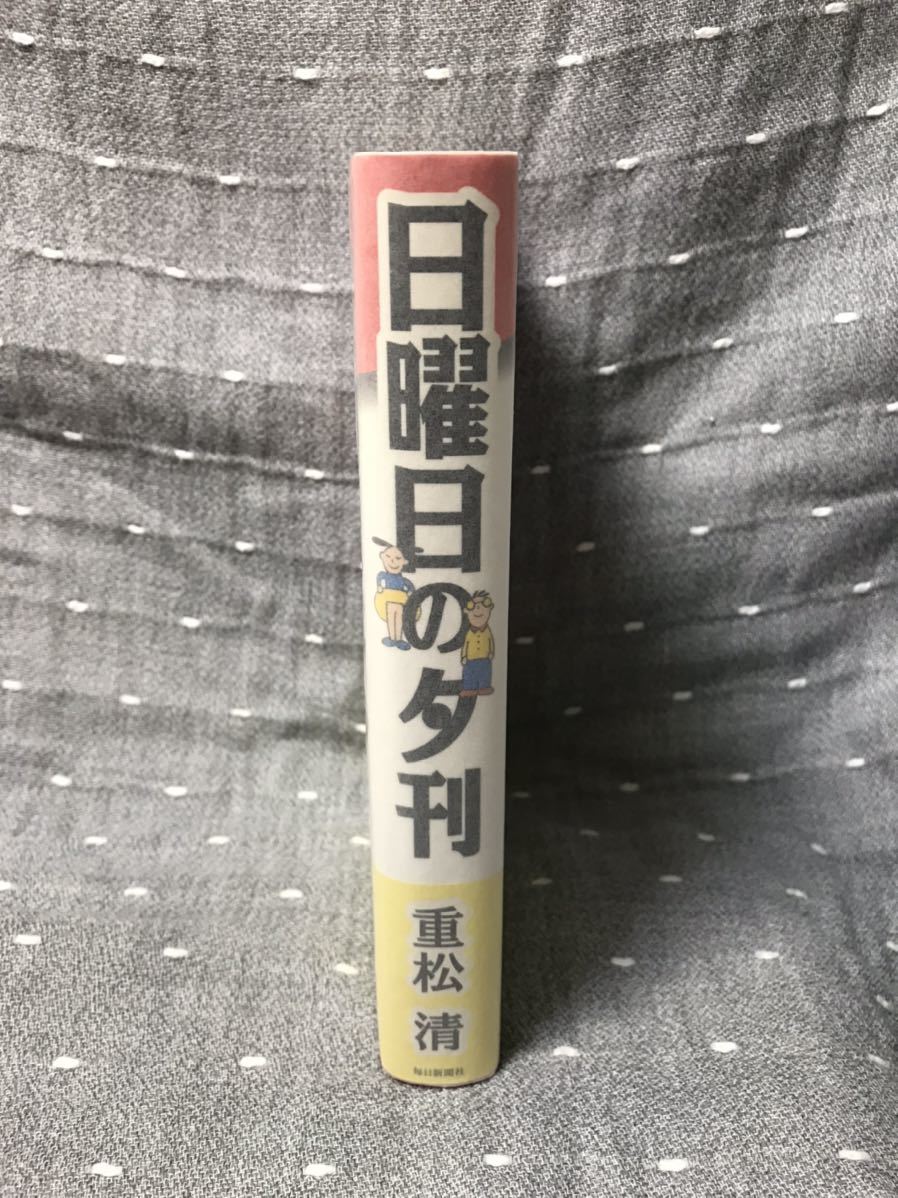 日曜日の夕刊
重松 清
毎日新聞社